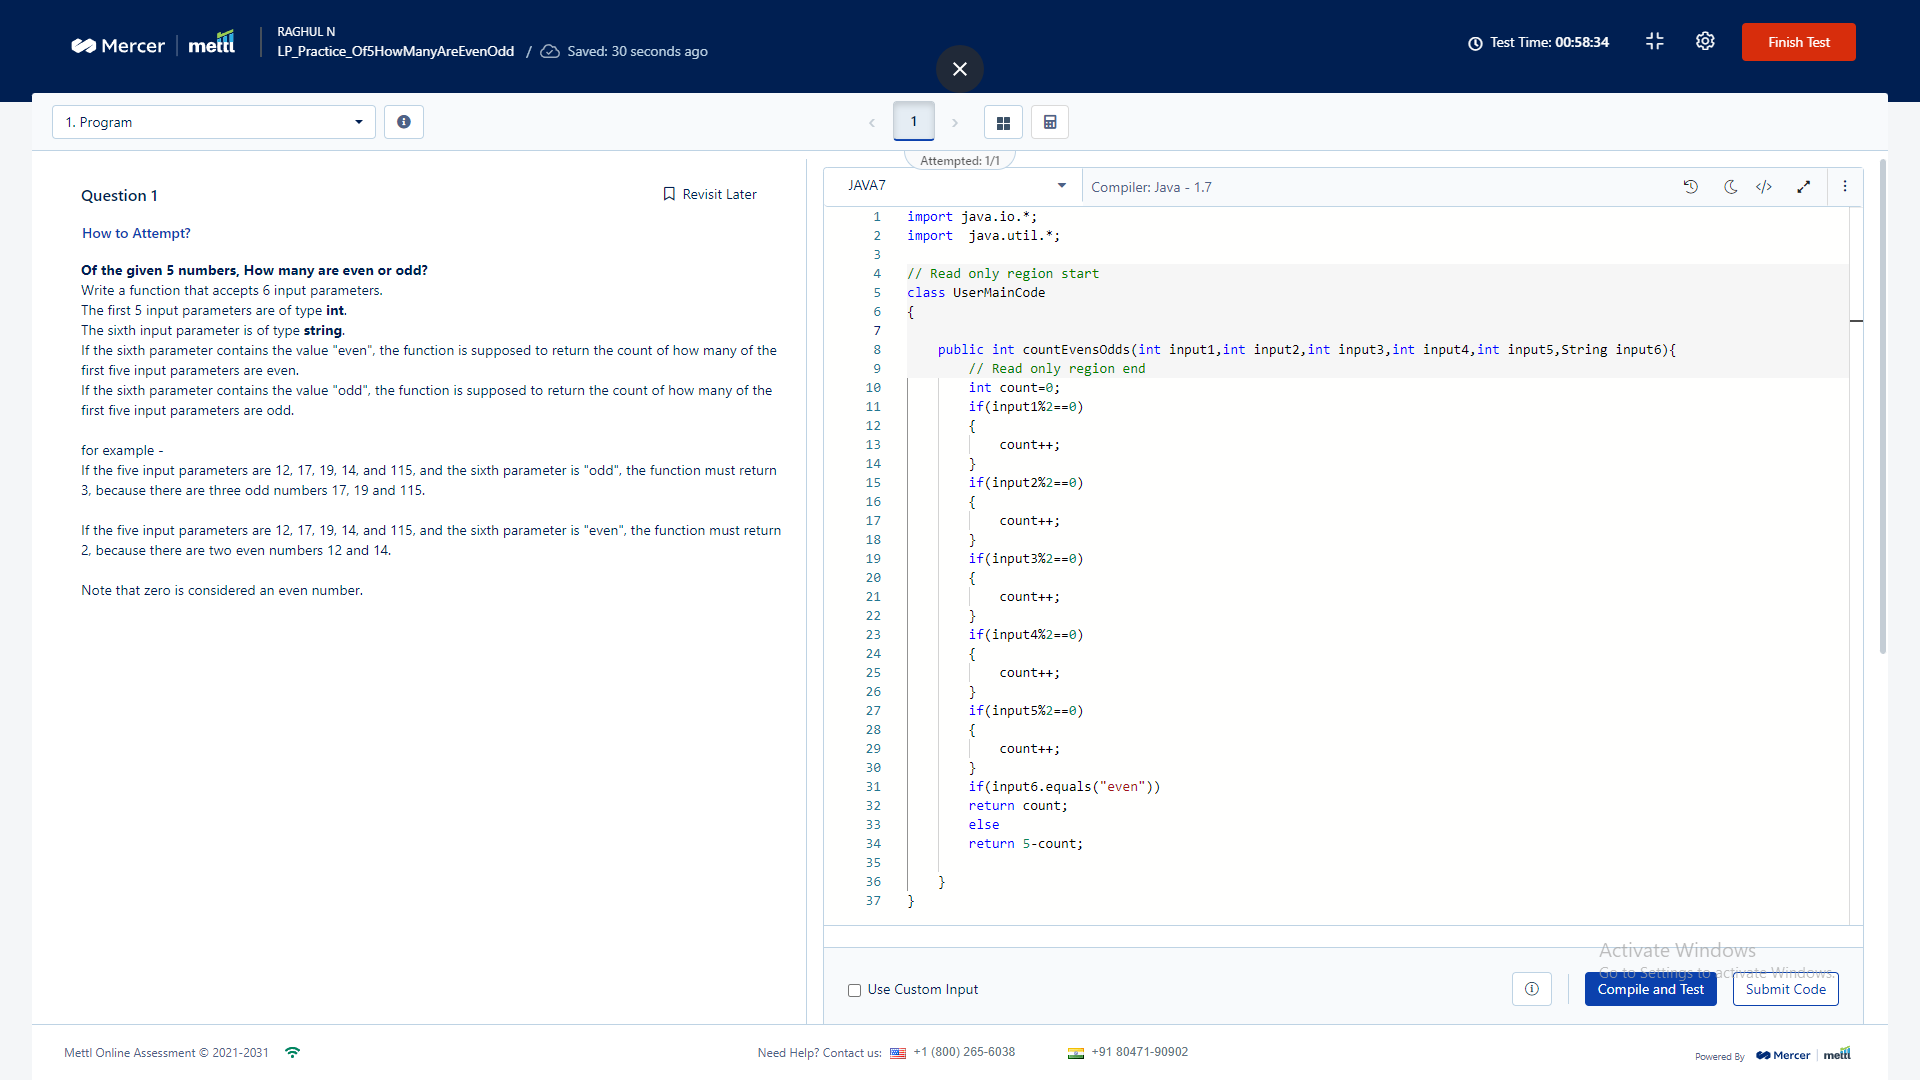 Mercer mettl
RAGHUL N
LP_Practice_Of5HowManyAreEvenOdd / Saved: 30 seconds ago
Test Time: 00:58:34
Finish Test
1. Program
1
Attempted: 1/1
Question 1
Revisit Later
How to Attempt?
Of the given 5 numbers, How many are even or odd?
Write a function that accepts 6 input parameters.
The first 5 input parameters are of type int.
The sixth input parameter is of type string.
If the sixth parameter contains the value "even", the function is supposed to return the count of how many of the
first five input parameters are even.
If the sixth parameter contains the value "odd", the function is supposed to return the count of how many of the
first five input parameters are odd.
for example -
If the five input parameters are 12, 17, 19, 14, and 115, and the sixth parameter is "odd", the function must return
3, because there are three odd numbers 17, 19 and 115.
If the five input parameters are 12, 17, 19, 14, and 115, and the sixth parameter is "even", the function must return
2, because there are two even numbers 12 and 14.
Note that zero is considered an even number.
JAVA7
Compiler: Java - 1.7
1 import java.io.*;
2 import  java.util.*;
3
4 // Read only region start
5 class UserMainCode
6 {
7
8     public int countEvensOdds(int input1,int input2,int input3,int input4,int input5,String input6){
9         // Read only region end
10         int count=0;
11         if(input1%2==0)
12         {
13             count++;
14         }
15         if(input2%2==0)
16         {
17             count++;
18         }
19         if(input3%2==0)
20         {
21             count++;
22         }
23         if(input4%2==0)
24         {
25             count++;
26         }
27         if(input5%2==0)
28         {
29             count++;
30         }
31         if(input6.equals("even"))
32         return count;
33         else
34         return 5-count;
35
36     }
37 }
Activate Windows
Go to Settings to activate Windows.
Use Custom Input
Compile and Test
Submit Code
Mettl Online Assessment © 2021-2031
Need Help? Contact us: +1 (800) 265-6038
+91 80471-90902
Powered By Mercer mettl